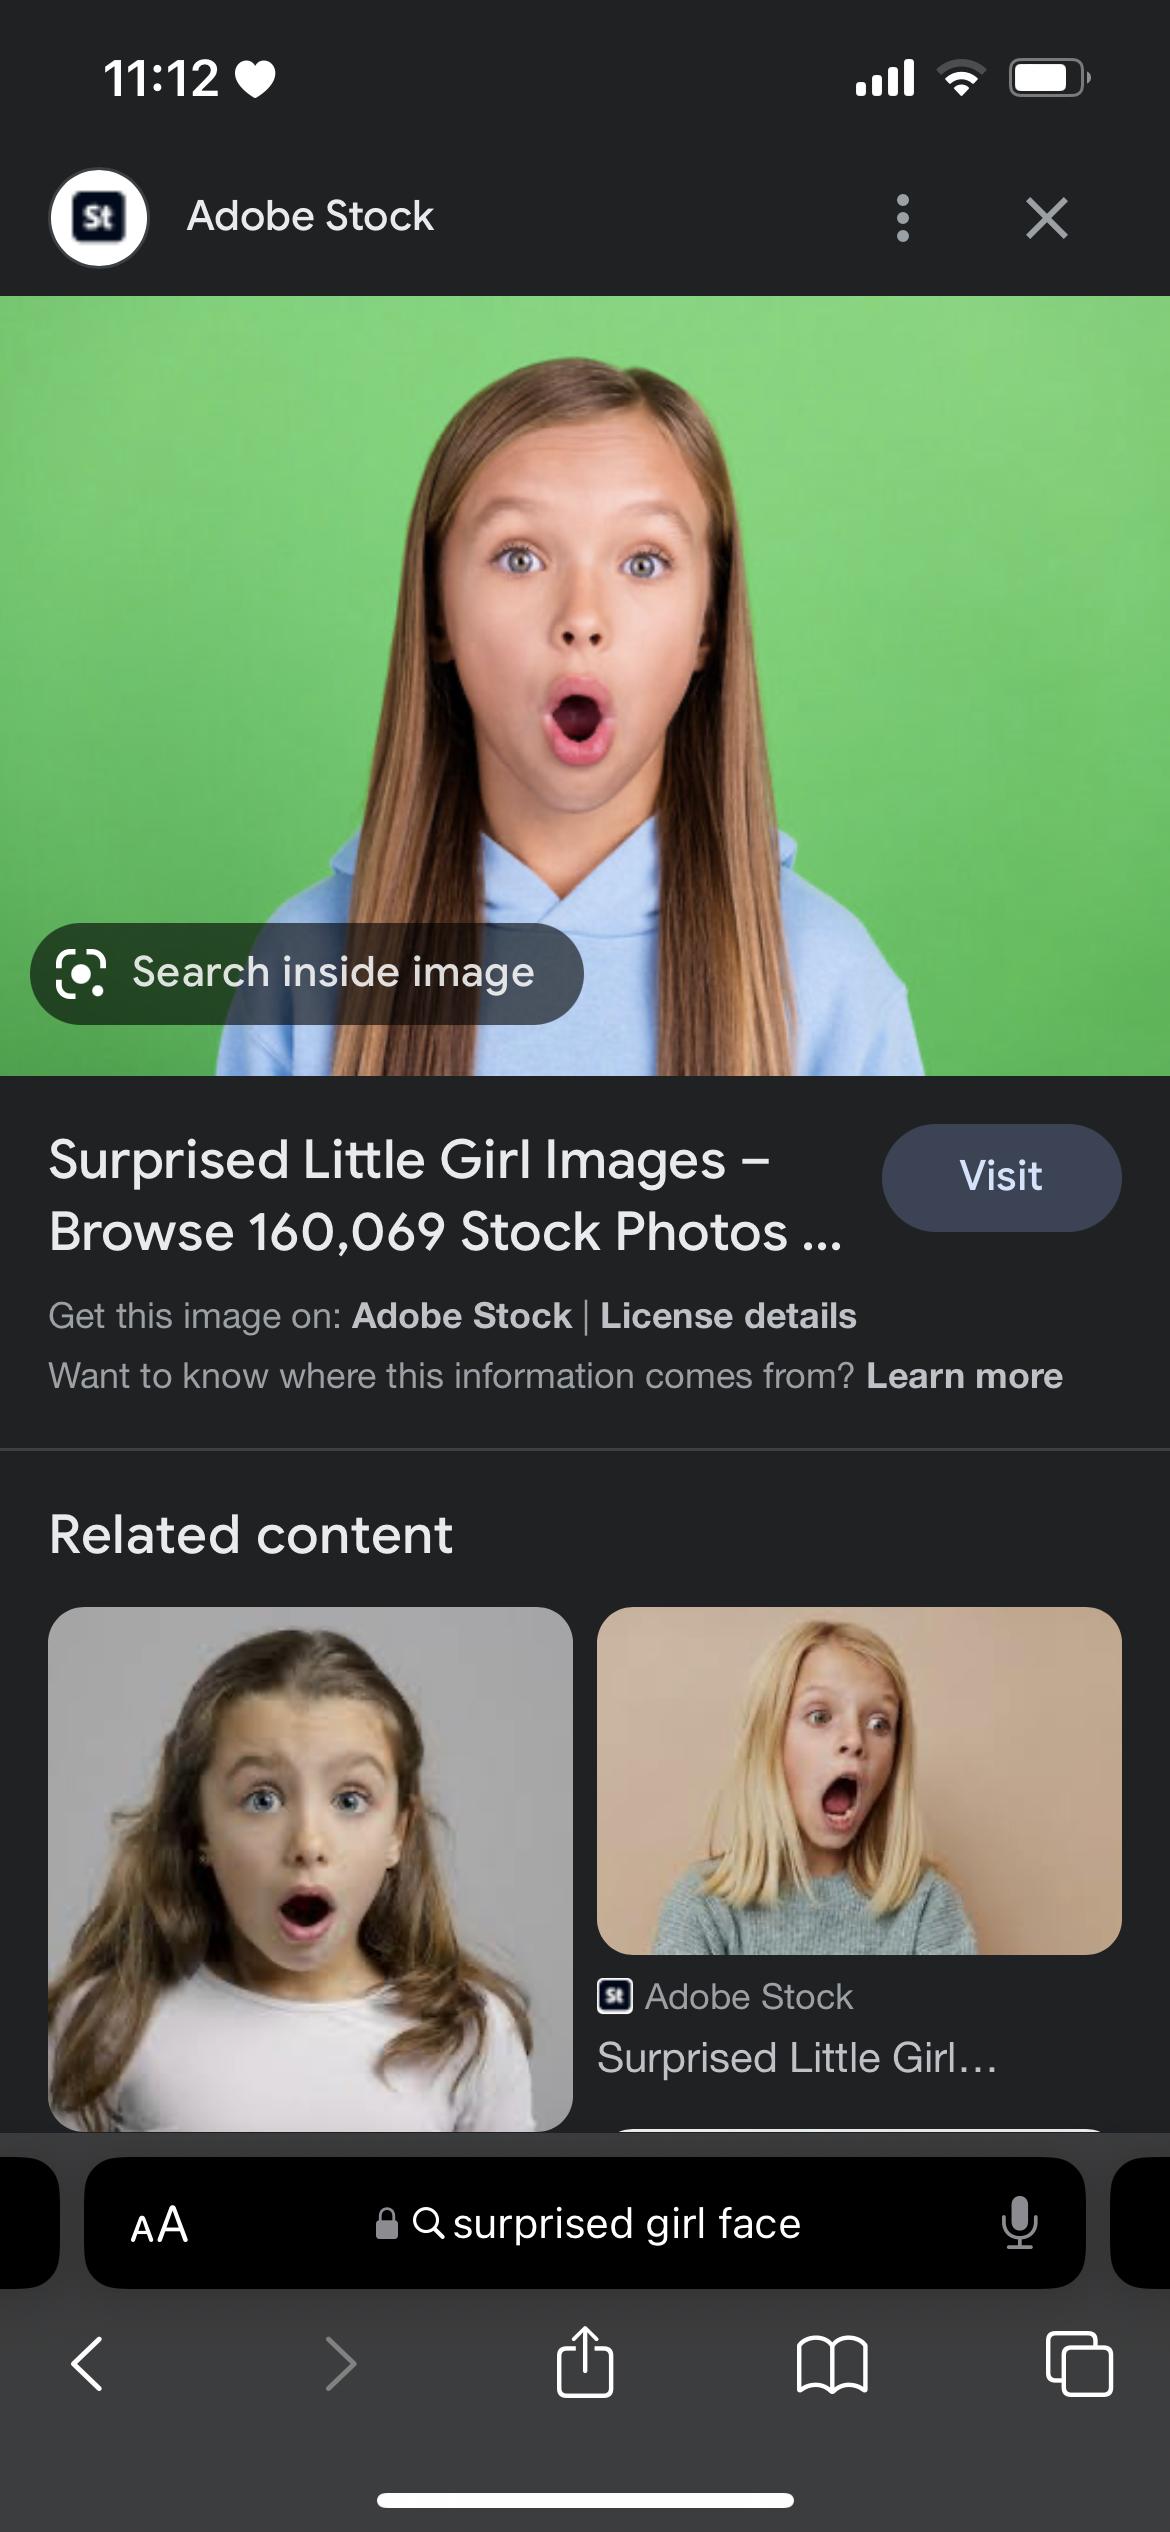 11:12
St Adobe Stock
Search inside image
Surprised Little Girl Images –
Browse 160,069 Stock Photos ...
Visit
Get this image on: Adobe Stock | License details
Want to know where this information comes from? Learn more
Related content
St Adobe Stock
Surprised Little Girl...
AA surprised girl face